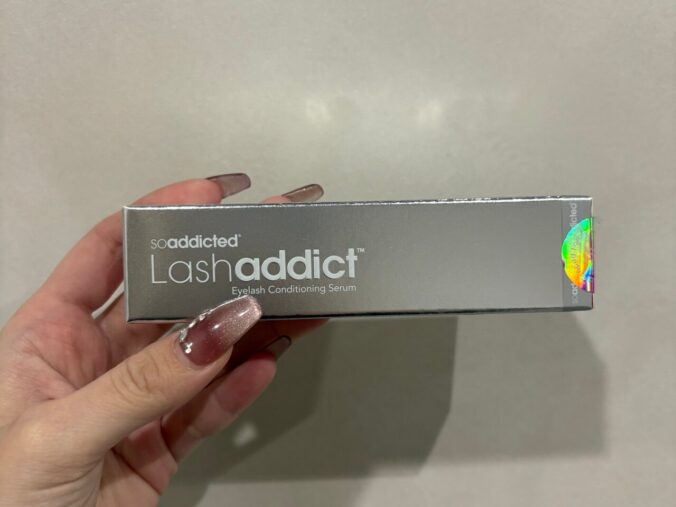 soaddicted®
Lashaddict™
Eyelash Conditioning Serum